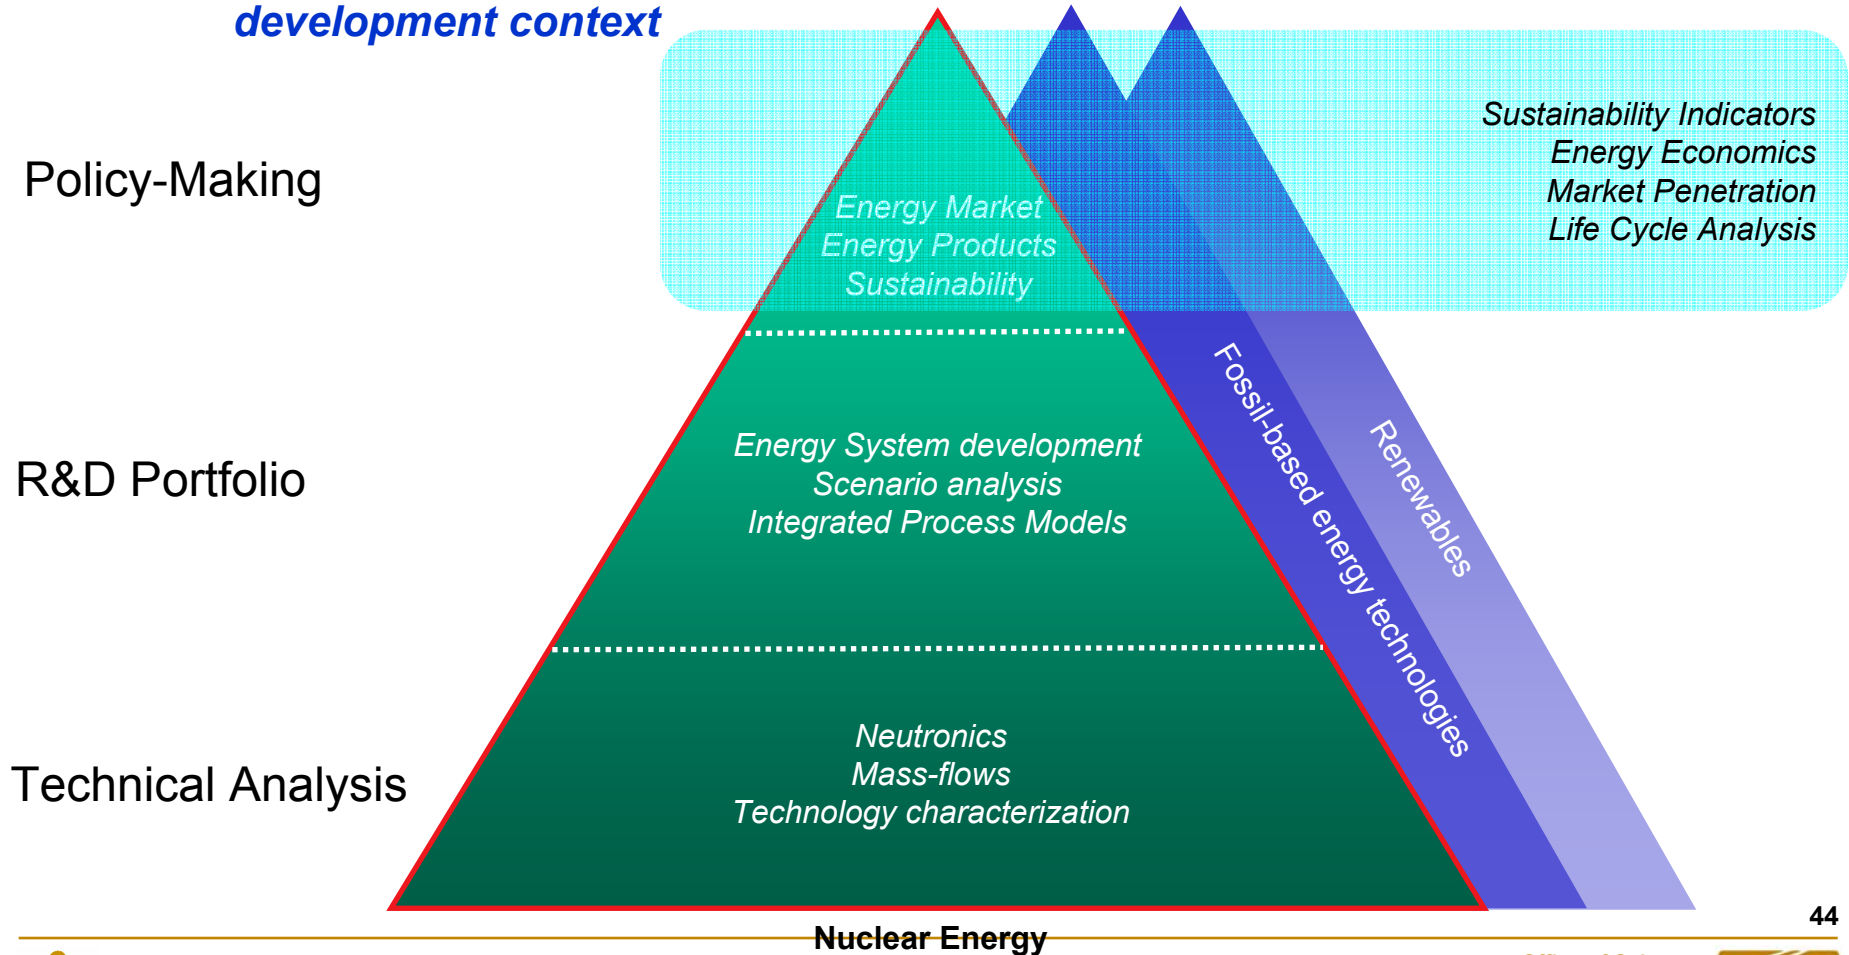 development context
Policy-Making
Energy Market
Energy Products
Sustainability
Sustainability Indicators
Energy Economics
Market Penetration
Life Cycle Analysis
R&D Portfolio
Energy System development
Scenario analysis
Integrated Process Models
Fossil-based energy technologies
Renewables
Technical Analysis
Neutronics
Mass-flows
Technology characterization
44
Nuclear Energy